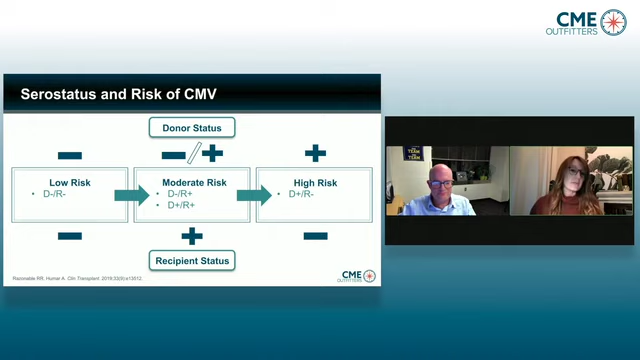 CME
OUTFITTERS
Serostatus and Risk of CMV
Donor Status
Low Risk
• D-/R-
Moderate Risk
• D-/R+
• D+/R+
High Risk
• D+/R-
Recipient Status
Razonable RR, Humar A. Clin Transplant. 2019;33(9):e13512.
CME
OUTFITTERS